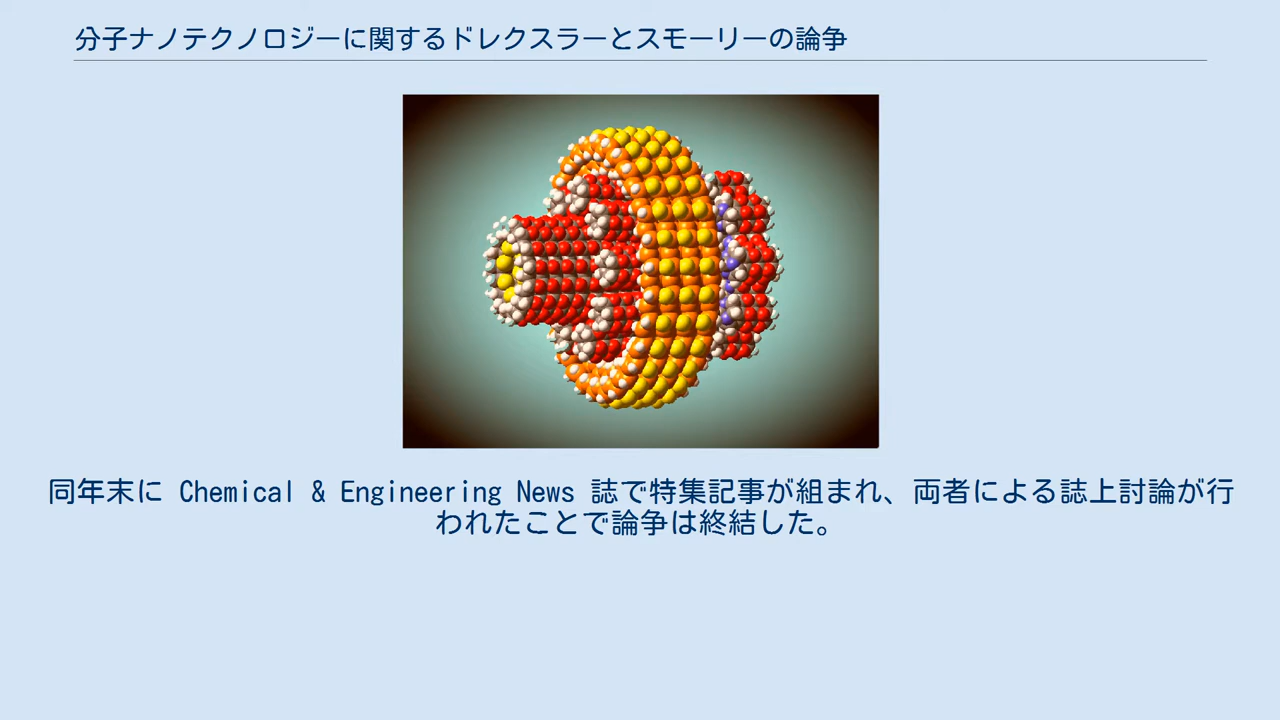 分子ナノテクノロジーに関するドレクスラーとスモーリーの論争
同年末に Chemical & Engineering News 誌で特集記事が組まれ、両者による誌上討論が行
われたことで論争は終結した。